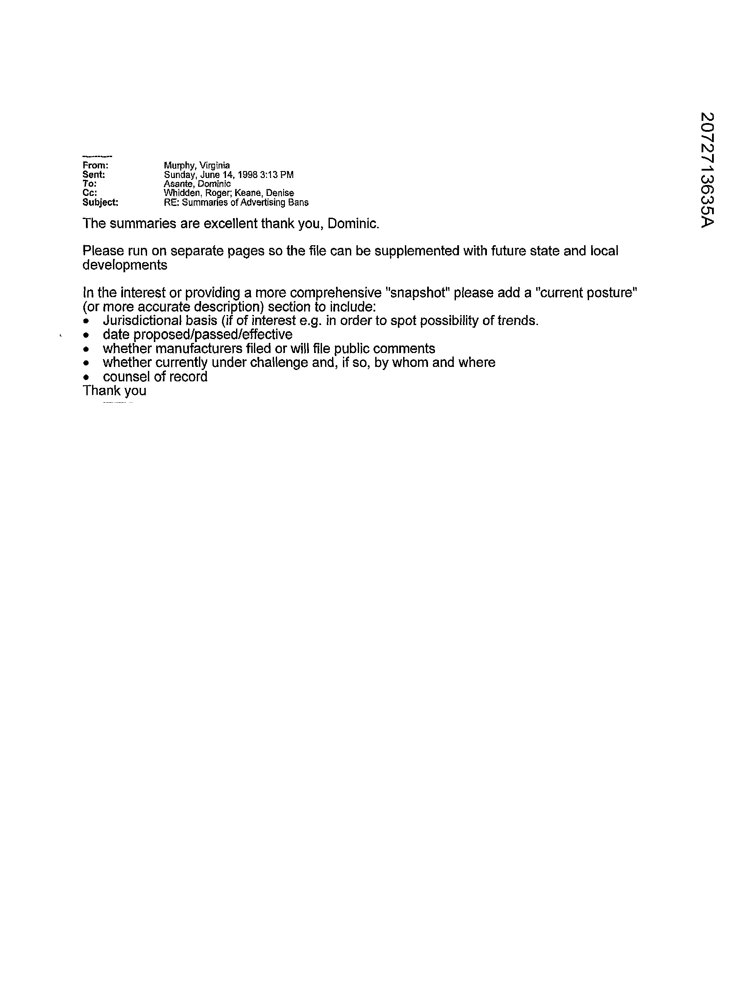 From: Murphy, Virginia
Sent: Sunday, June 14, 1998 3:13 PM
To: Asante, Dominic
Cc: Whidden, Roger; Keane, Denise
Subject: RE: Summaries of Advertising Bans
The summaries are excellent thank you, Dominic.
Please run on separate pages so the file can be supplemented with future state and local
developments
In the interest or providing a more comprehensive "snapshot" please add a "current posture"
(or more accurate description) section to include:
• Jurisdictional basis (if of interest e.g. in order to spot possibility of trends.
• date proposed/passed/effective
• whether manufacturers filed or will file public comments
• whether currently under challenge and, if so, by whom and where
• counsel of record
Thank you
2072713635A